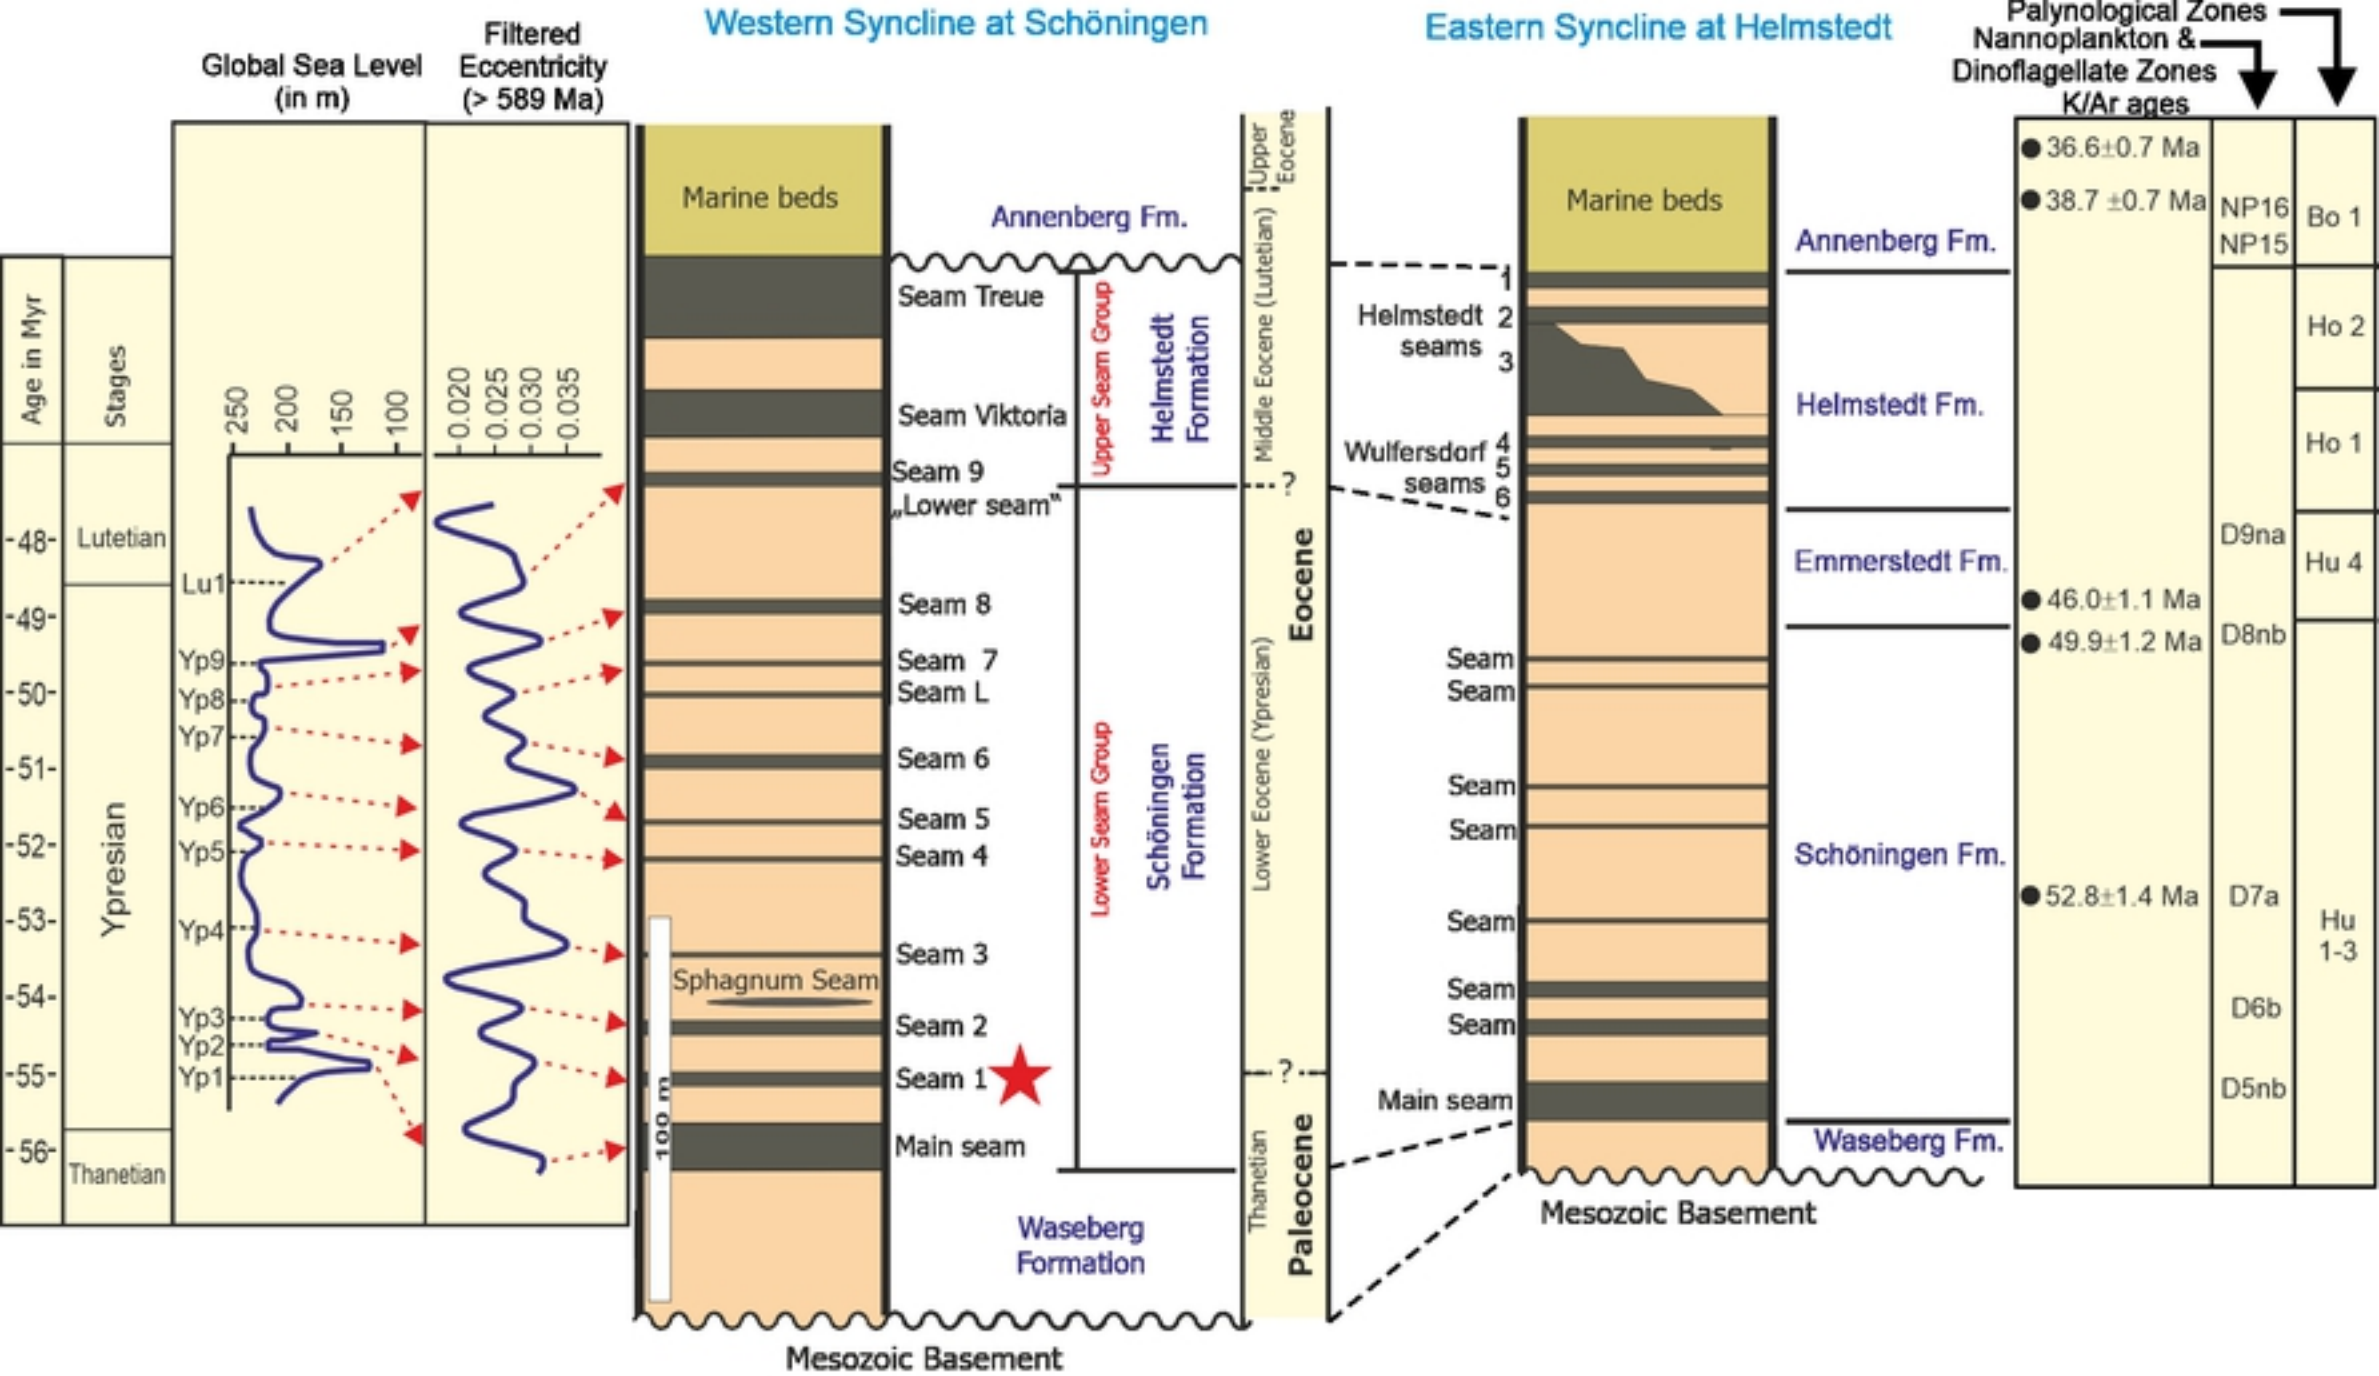 Western Syncline at Schöningen
Eastern Syncline at Helmstedt
Palynological Zones
Nannoplankton &
Dinoflagellate Zones
K/Ar ages
Global Sea Level
(in m)
Filtered
Eccentricity
(> 589 Ma)
Age in Myr
Stages
250
200
150
100
0.020
0.025
0.030
0.035
-48-
-49-
-50-
-51-
-52-
-53-
-54-
-55-
-56-
Lutetian
Ypresian
Thanetian
Lu1
Yp9
Yp8
Yp7
Yp6
Yp5
Yp4
Yp3
Yp2
Yp1
Marine beds
Sphagnum Seam
100 m
Mesozoic Basement
Annenberg Fm.
Seam Treue
Seam Viktoria
Seam 9
„Lower seam“
Seam 8
Seam 7
Seam L
Seam 6
Seam 5
Seam 4
Seam 3
Seam 2
Seam 1
Main seam
Upper Seam Group
Helmstedt
Formation
Lower Seam Group
Schöningen
Formation
Waseberg
Formation
Upper
Eocene
Middle Eocene (Lutetian)
?
Lower Eocene (Ypresian)
Eocene
?
Thanetian
Paleocene
Marine beds
1
Helmstedt 2
seams
3
Wulfersdorf 4
seams 5
6
Seam
Seam
Seam
Seam
Seam
Seam
Seam
Main seam
Mesozoic Basement
Annenberg Fm.
Helmstedt Fm.
Emmerstedt Fm.
Schöningen Fm.
Waseberg Fm.
36.6±0.7 Ma
38.7 ±0.7 Ma
46.0±1.1 Ma
49.9±1.2 Ma
52.8±1.4 Ma
NP16
NP15
D9na
D8nb
D7a
D6b
D5nb
Bo 1
Ho 2
Ho 1
Hu 4
Hu
1-3